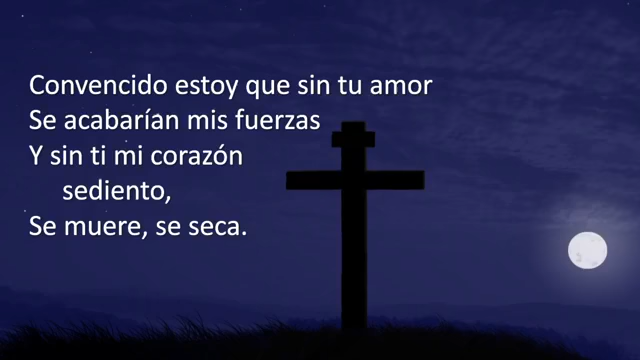 Convencido estoy que sin tu amor
Se acabarían mis fuerzas
Y sin ti mi corazón
sediento,
Se muere, se seca.